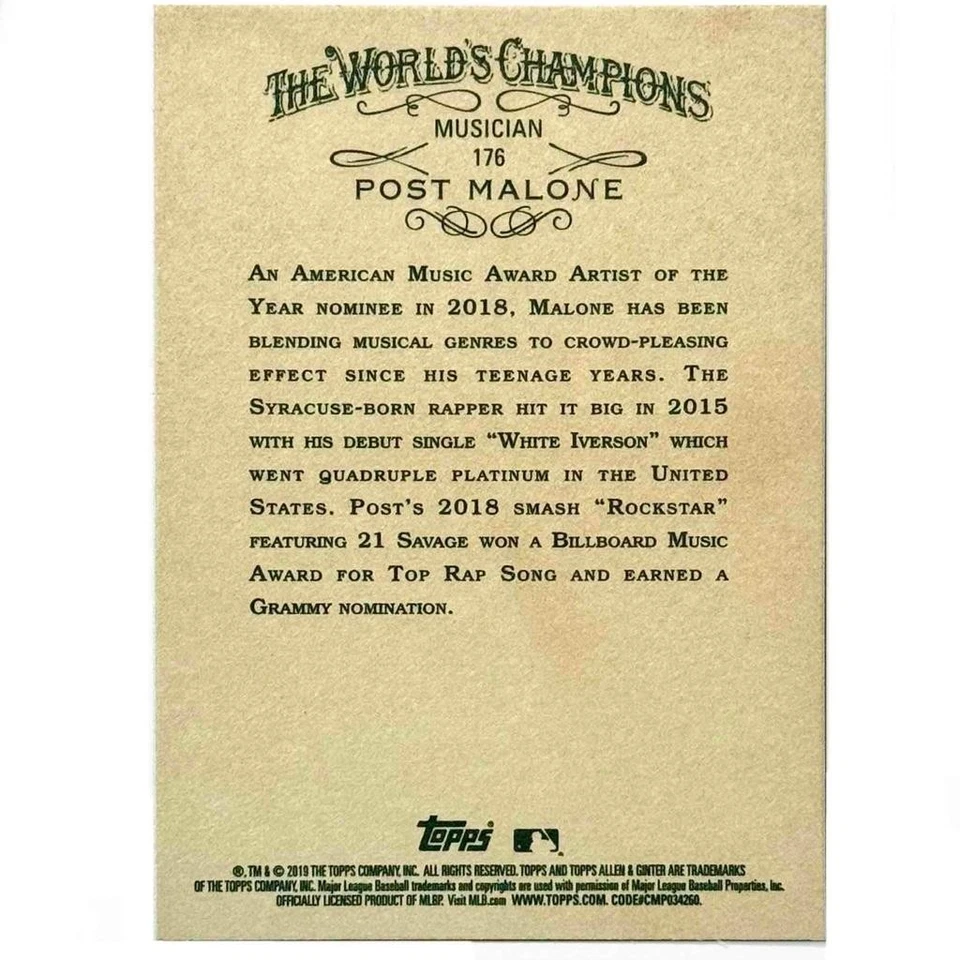 THE WORLD'S CHAMPIONS
MUSICIAN
176
POST MALONE
AN AMERICAN MUSIC AWARD ARTIST OF THE
YEAR NOMINEE IN 2018, MALONE HAS BEEN
BLENDING MUSICAL GENRES TO CROWD-PLEASING
EFFECT SINCE HIS TEENAGE YEARS. THE
SYRACUSE-BORN RAPPER HIT IT BIG IN 2015
WITH HIS DEBUT SINGLE “WHITE IVERSON” WHICH
WENT QUADRUPLE PLATINUM IN THE UNITED
STATES. POST'S 2018 SMASH “ROCKSTAR”
FEATURING 21 SAVAGE WON A BILLBOARD MUSIC
AWARD FOR TOP RAP SONG AND EARNED A
GRAMMY NOMINATION.
Topps®
®, TM & © 2019 THE TOPPS COMPANY, INC. ALL RIGHTS RESERVED. TOPPS AND TOPPS ALLEN & GINTER ARE TRADEMARKS
OF THE TOPPS COMPANY, INC. Major League Baseball trademarks and copyrights are used with permission of Major League Baseball Properties, Inc.
OFFICIALLY LICENSED PRODUCT OF MLBP. Visit MLB.com WWW.TOPPS.COM. CODE#CMP034260.